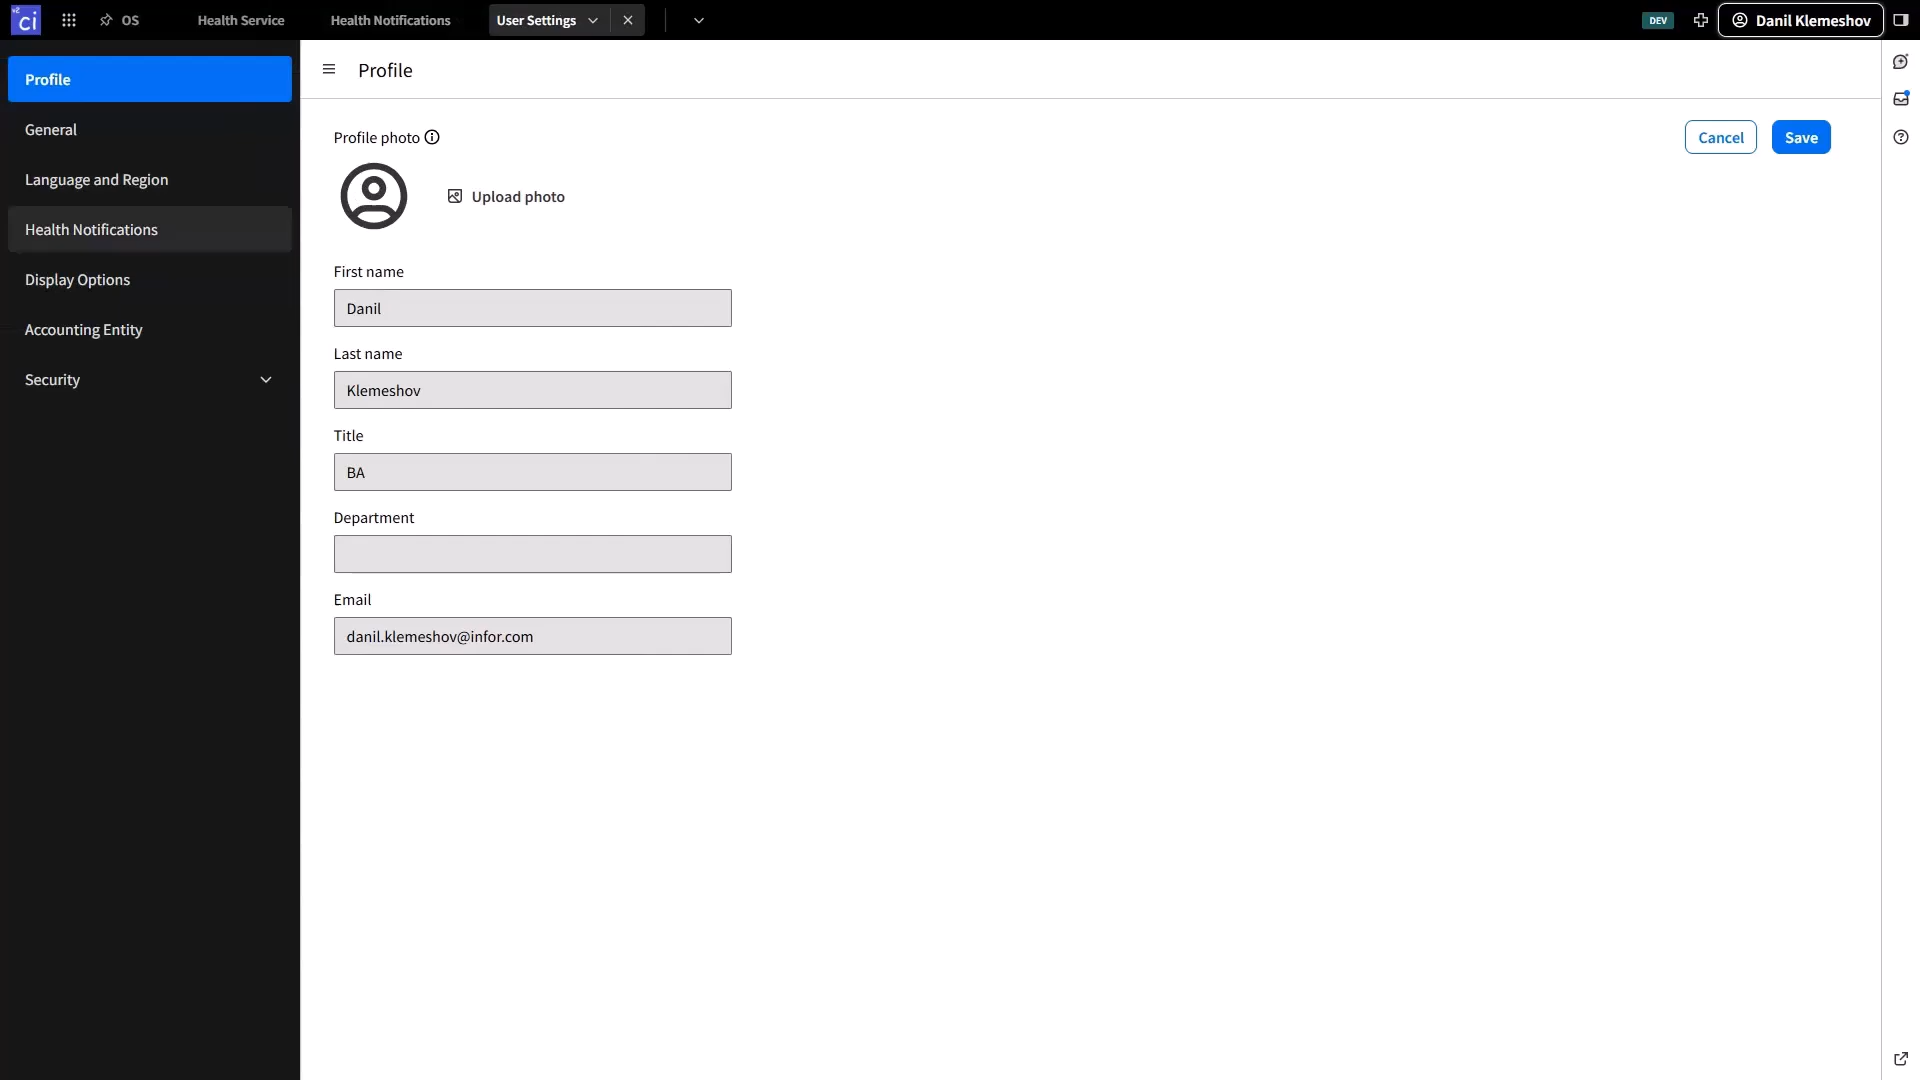 v2 ci
OS
Health Service
Health Notifications
User Settings
DEV
Danil Klemeshov
Profile
General
Language and Region
Health Notifications
Display Options
Accounting Entity
Security
Profile
Profile photo
Cancel
Save
Upload photo
First name
Danil
Last name
Klemeshov
Title
BA
Department
Email
danil.klemeshov@infor.com